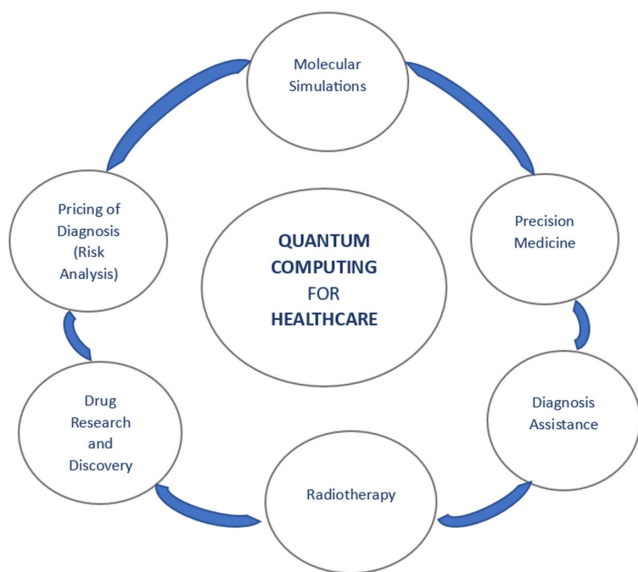 Molecular
Simulations
Pricing of
Diagnosis
(Risk
Analysis)
Precision
Medicine
QUANTUM
COMPUTING
FOR
HEALTHCARE
Drug
Research
and
Discovery
Diagnosis
Assistance
Radiotherapy